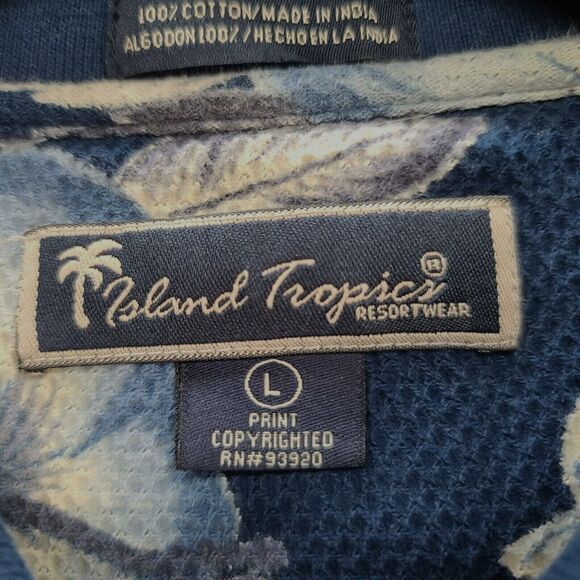 100% COTTON/MADE IN INDIA
ALGODON 100%/HECHO EN LA INDIA
Island Tropics®
RESORTWEAR
L
PRINT
COPYRIGHTED
RN#93920